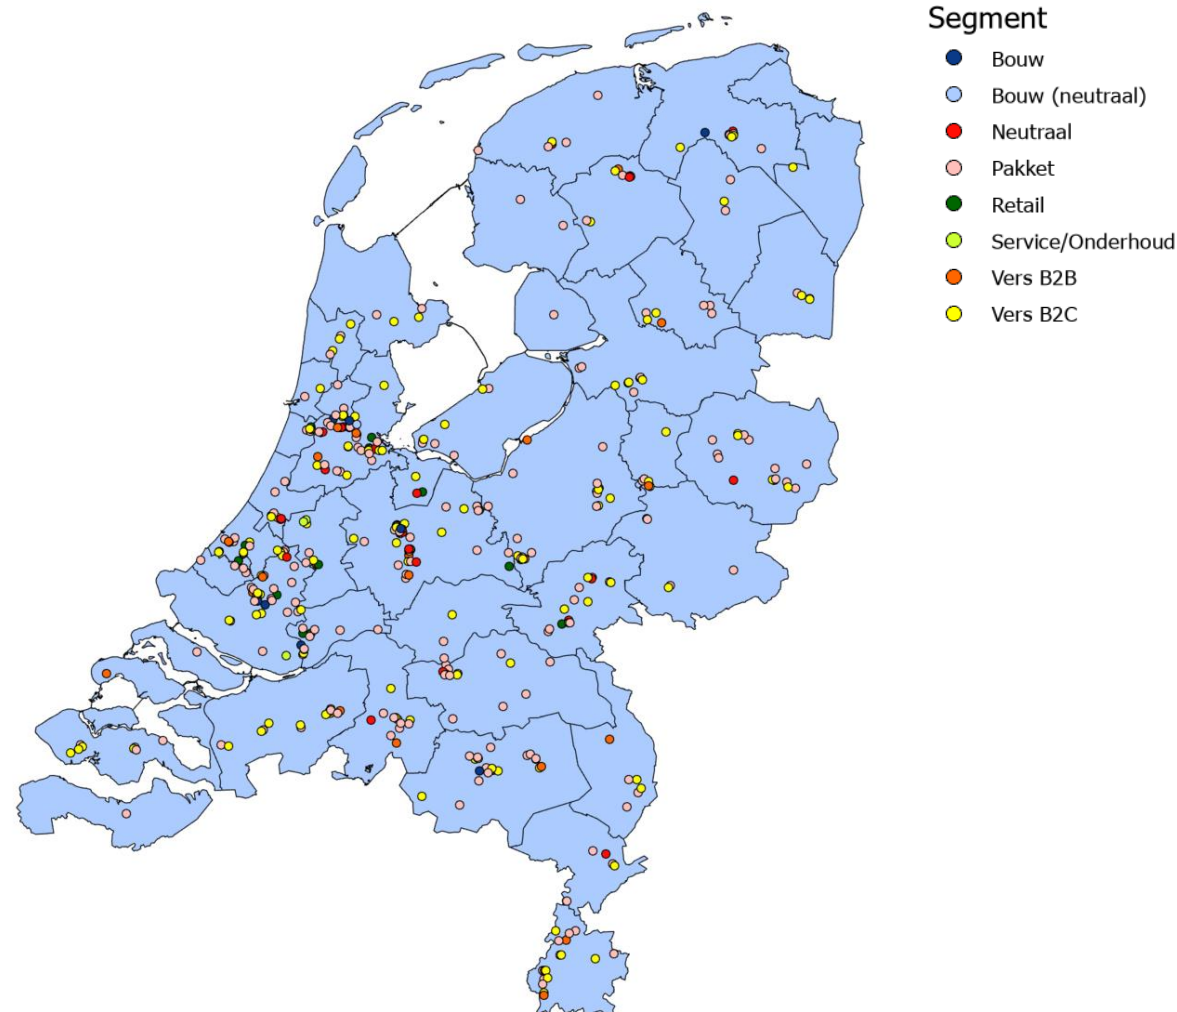 Segment
Bouw
Bouw (neutraal)
Neutraal
Pakket
Retail
Service/Onderhoud
Vers B2B
Vers B2C